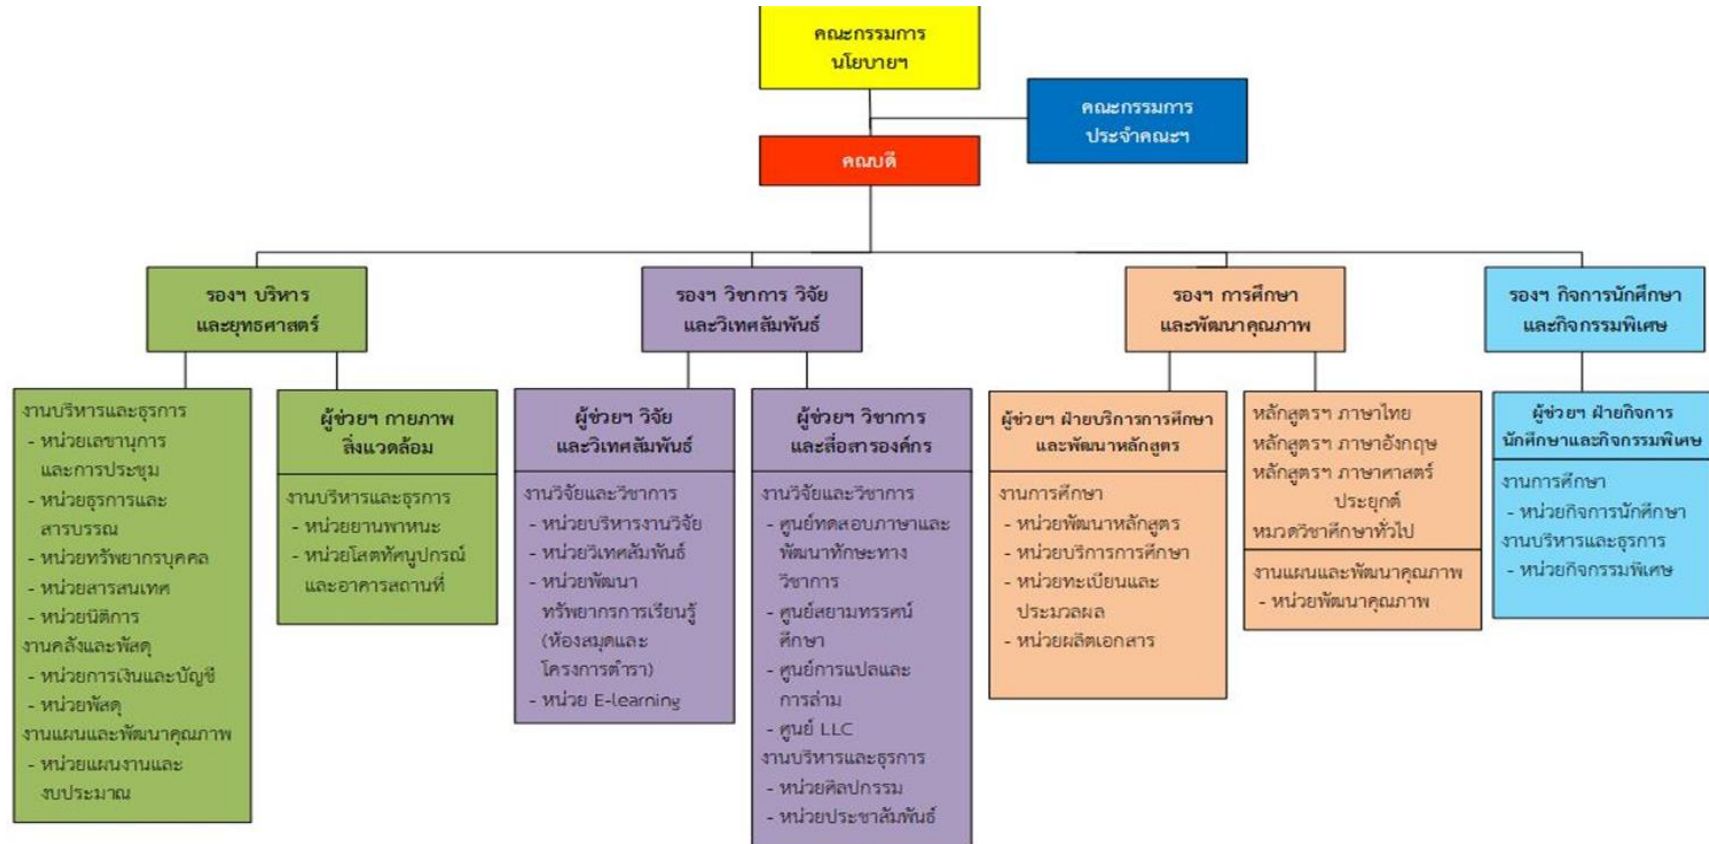 คณะกรรมการ
นโยบายฯ
คณะกรรมการ
ประจำคณะฯ
คณบดี
รองฯ บริหาร
และยุทธศาสตร์
รองฯ วิชาการ วิจัย
และวิเทศสัมพันธ์
รองฯ การศึกษา
และพัฒนาคุณภาพ
รองฯ กิจการนักศึกษา
และกิจกรรมพิเศษ
งานบริหารและธุรการ
- หน่วยเลขานุการ
และการประชุม
- หน่วยธุรการและ
สารบรรณ
- หน่วยทรัพยากรบุคคล
- หน่วยสารสนเทศ
- หน่วยนิติการ
งานคลังและพัสดุ
- หน่วยการเงินและบัญชี
- หน่วยพัสดุ
งานแผนและพัฒนาคุณภาพ
- หน่วยแผนงานและ
งบประมาณ
ผู้ช่วยฯ กายภาพ
สิ่งแวดล้อม
งานบริหารและธุรการ
- หน่วยยานพาหนะ
- หน่วยโสตทัศนูปกรณ์
และอาคารสถานที่
ผู้ช่วยฯ วิจัย
และวิเทศสัมพันธ์
งานวิจัยและวิชาการ
- หน่วยบริหารงานวิจัย
- หน่วยวิเทศสัมพันธ์
- หน่วยพัฒนา
ทรัพยากรการเรียนรู้
(ห้องสมุดและ
โครงการตำรา)
- หน่วย E-learning
ผู้ช่วยฯ วิชาการ
และสื่อสารองค์กร
งานวิจัยและวิชาการ
- ศูนย์ทดสอบภาษาและ
พัฒนาทักษะทาง
วิชาการ
- ศูนย์สยามทรรศน์
ศึกษา
- ศูนย์การแปลและ
การล่าม
- ศูนย์ LLC
งานบริหารและธุรการ
- หน่วยศิลปกรรม
- หน่วยประชาสัมพันธ์
ผู้ช่วยฯ ฝ่ายบริการการศึกษา
และพัฒนาหลักสูตร
งานการศึกษา
- หน่วยพัฒนาหลักสูตร
- หน่วยบริการการศึกษา
- หน่วยทะเบียนและ
ประมวลผล
- หน่วยผลิตเอกสาร
หลักสูตรฯ ภาษาไทย
หลักสูตรฯ ภาษาอังกฤษ
หลักสูตรฯ ภาษาศาสตร์
ประยุกต์
หมวดวิชาศึกษาทั่วไป
งานแผนและพัฒนาคุณภาพ
- หน่วยพัฒนาคุณภาพ
ผู้ช่วยฯ ฝ่ายกิจการ
นักศึกษาและกิจกรรมพิเศษ
งานการศึกษา
- หน่วยกิจการนักศึกษา
งานบริหารและธุรการ
- หน่วยกิจกรรมพิเศษ